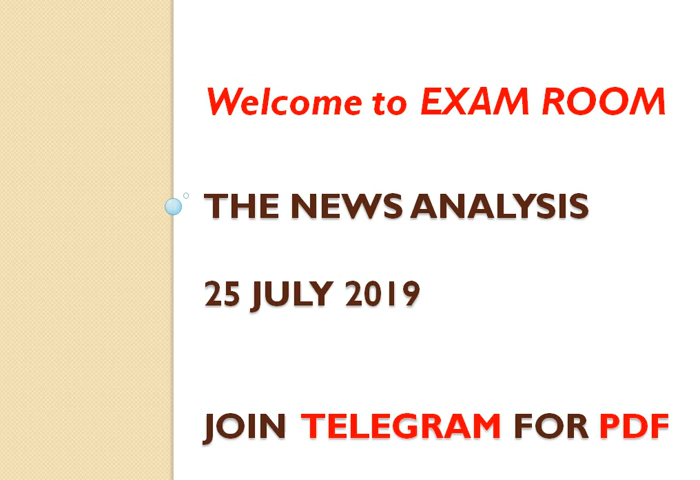 Welcome to EXAM ROOM
THE NEWS ANALYSIS
25 JULY 2019
JOIN TELEGRAM FOR PDF